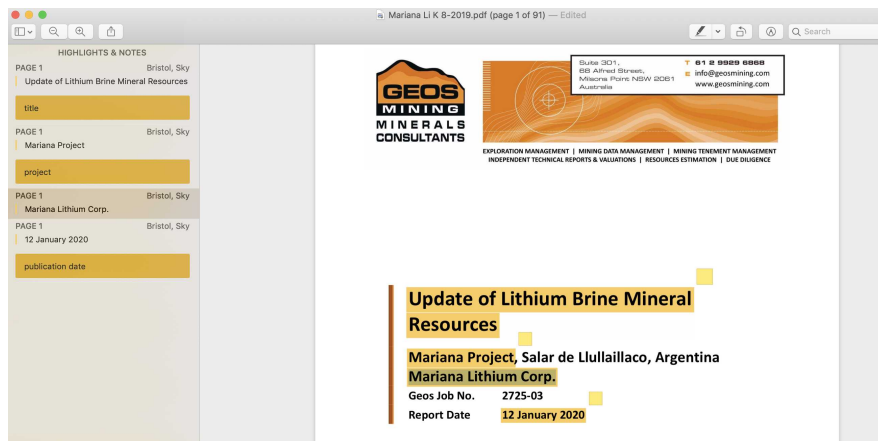 Mariana Li K 8-2019.pdf (page 1 of 91) — Edited
Search
HIGHLIGHTS & NOTES
PAGE 1 Bristol, Sky
Update of Lithium Brine Mineral Resources
title
PAGE 1 Bristol, Sky
Mariana Project
project
PAGE 1 Bristol, Sky
Mariana Lithium Corp.
PAGE 1 Bristol, Sky
12 January 2020
publication date
GEOS
MINING
MINERALS
CONSULTANTS
Suite 301,
68 Alfred Street,
Milsons Point NSW 2061
Australia
T 61 2 9929 6868
E info@geosmining.com
www.geosmining.com
EXPLORATION MANAGEMENT | MINING DATA MANAGEMENT | MINING TENEMENT MANAGEMENT
INDEPENDENT TECHNICAL REPORTS & VALUATIONS | RESOURCES ESTIMATION | DUE DILIGENCE
Update of Lithium Brine Mineral
Resources
Mariana Project, Salar de Llullaillaco, Argentina
Mariana Lithium Corp.
Geos Job No. 2725-03
Report Date 12 January 2020